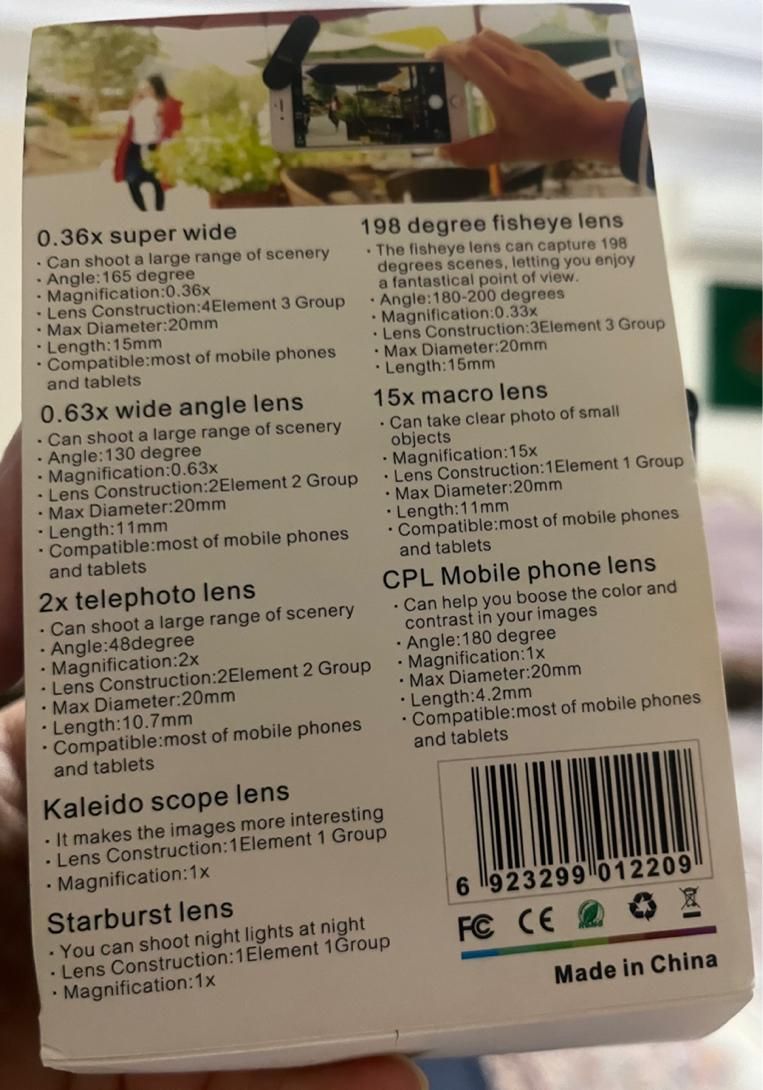 0.36x super wide
· Can shoot a large range of scenery
· Angle:165 degree
· Magnification:0.36x
· Lens Construction:4Element 3 Group
· Max Diameter:20mm
· Length:15mm
· Compatible:most of mobile phones
and tablets
0.63x wide angle lens
· Can shoot a large range of scenery
· Angle:130 degree
· Magnification:0.63x
· Lens Construction:2Element 2 Group
· Max Diameter:20mm
· Length:11mm
· Compatible:most of mobile phones
and tablets
2x telephoto lens
· Can shoot a large range of scenery
· Angle:48degree
· Magnification:2x
· Lens Construction:2Element 2 Group
· Max Diameter:20mm
· Length:10.7mm
· Compatible:most of mobile phones
and tablets
Kaleido scope lens
· It makes the images more interesting
· Lens Construction:1Element 1 Group
· Magnification:1x
Starburst lens
· You can shoot night lights at night
· Lens Construction:1Element 1Group
· Magnification:1x
198 degree fisheye lens
· The fisheye lens can capture 198
degrees scenes, letting you enjoy
a fantastical point of view.
· Angle:180-200 degrees
· Magnification:0.33x
· Lens Construction:3Element 3 Group
· Max Diameter:20mm
· Length:15mm
15x macro lens
· Can take clear photo of small
objects
· Magnification:15x
· Lens Construction:1Element 1 Group
· Max Diameter:20mm
· Length:11mm
· Compatible:most of mobile phones
and tablets
CPL Mobile phone lens
· Can help you boose the color and
contrast in your images
· Angle:180 degree
· Magnification:1x
· Max Diameter:20mm
· Length:4.2mm
· Compatible:most of mobile phones
and tablets
6 923299 012209
FC CE
Made in China